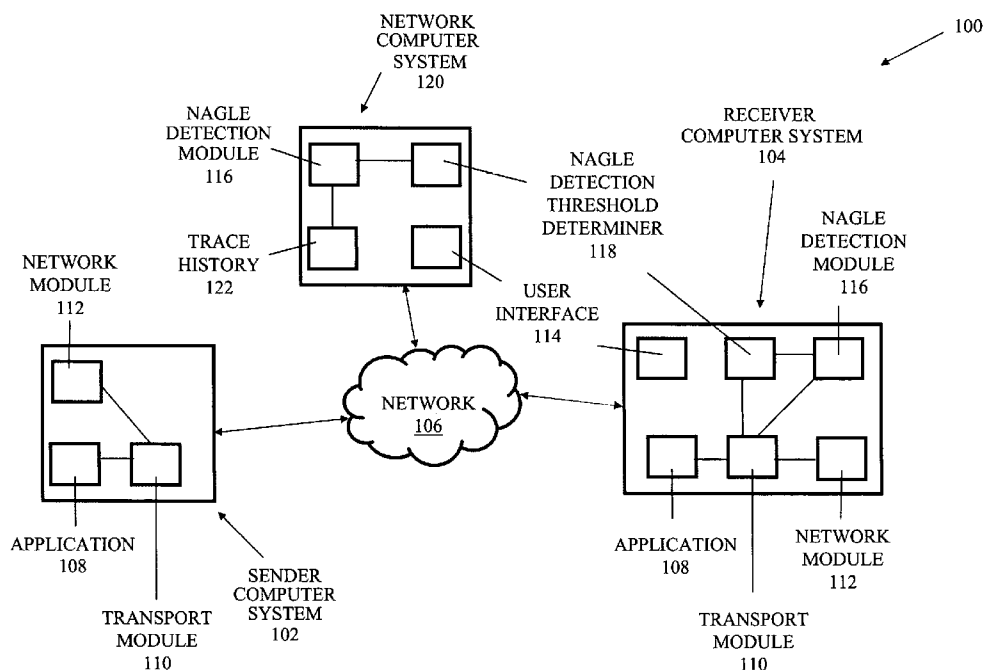 NETWORK
COMPUTER
SYSTEM
120
100
NAGLE
DETECTION
MODULE
116
RECEIVER
COMPUTER SYSTEM
104
NAGLE
DETECTION
THRESHOLD
DETERMINER
118
NAGLE
DETECTION
MODULE
116
TRACE
HISTORY
122
NETWORK
MODULE
112
USER
INTERFACE
114
NETWORK
106
APPLICATION
108
SENDER
COMPUTER
SYSTEM
102
TRANSPORT
MODULE
110
APPLICATION
108
NETWORK
MODULE
112
TRANSPORT
MODULE
110